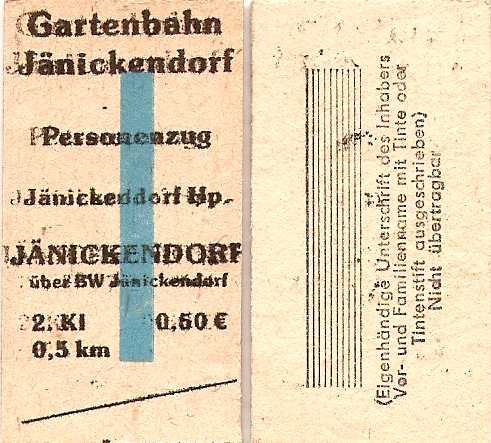 Gartenbahn
Jänickendorf
Personenzug
Jänickendorf Hp.
JÄNICKENDORF
über BW Jänickendorf
2. Kl 0,50 €
0,5 km
(Eigenhändige Unterschrift des Inhabers
Vor- und Familienname mit Tinte oder
Tintenstift ausgeschrieben)
Nicht übertragbar